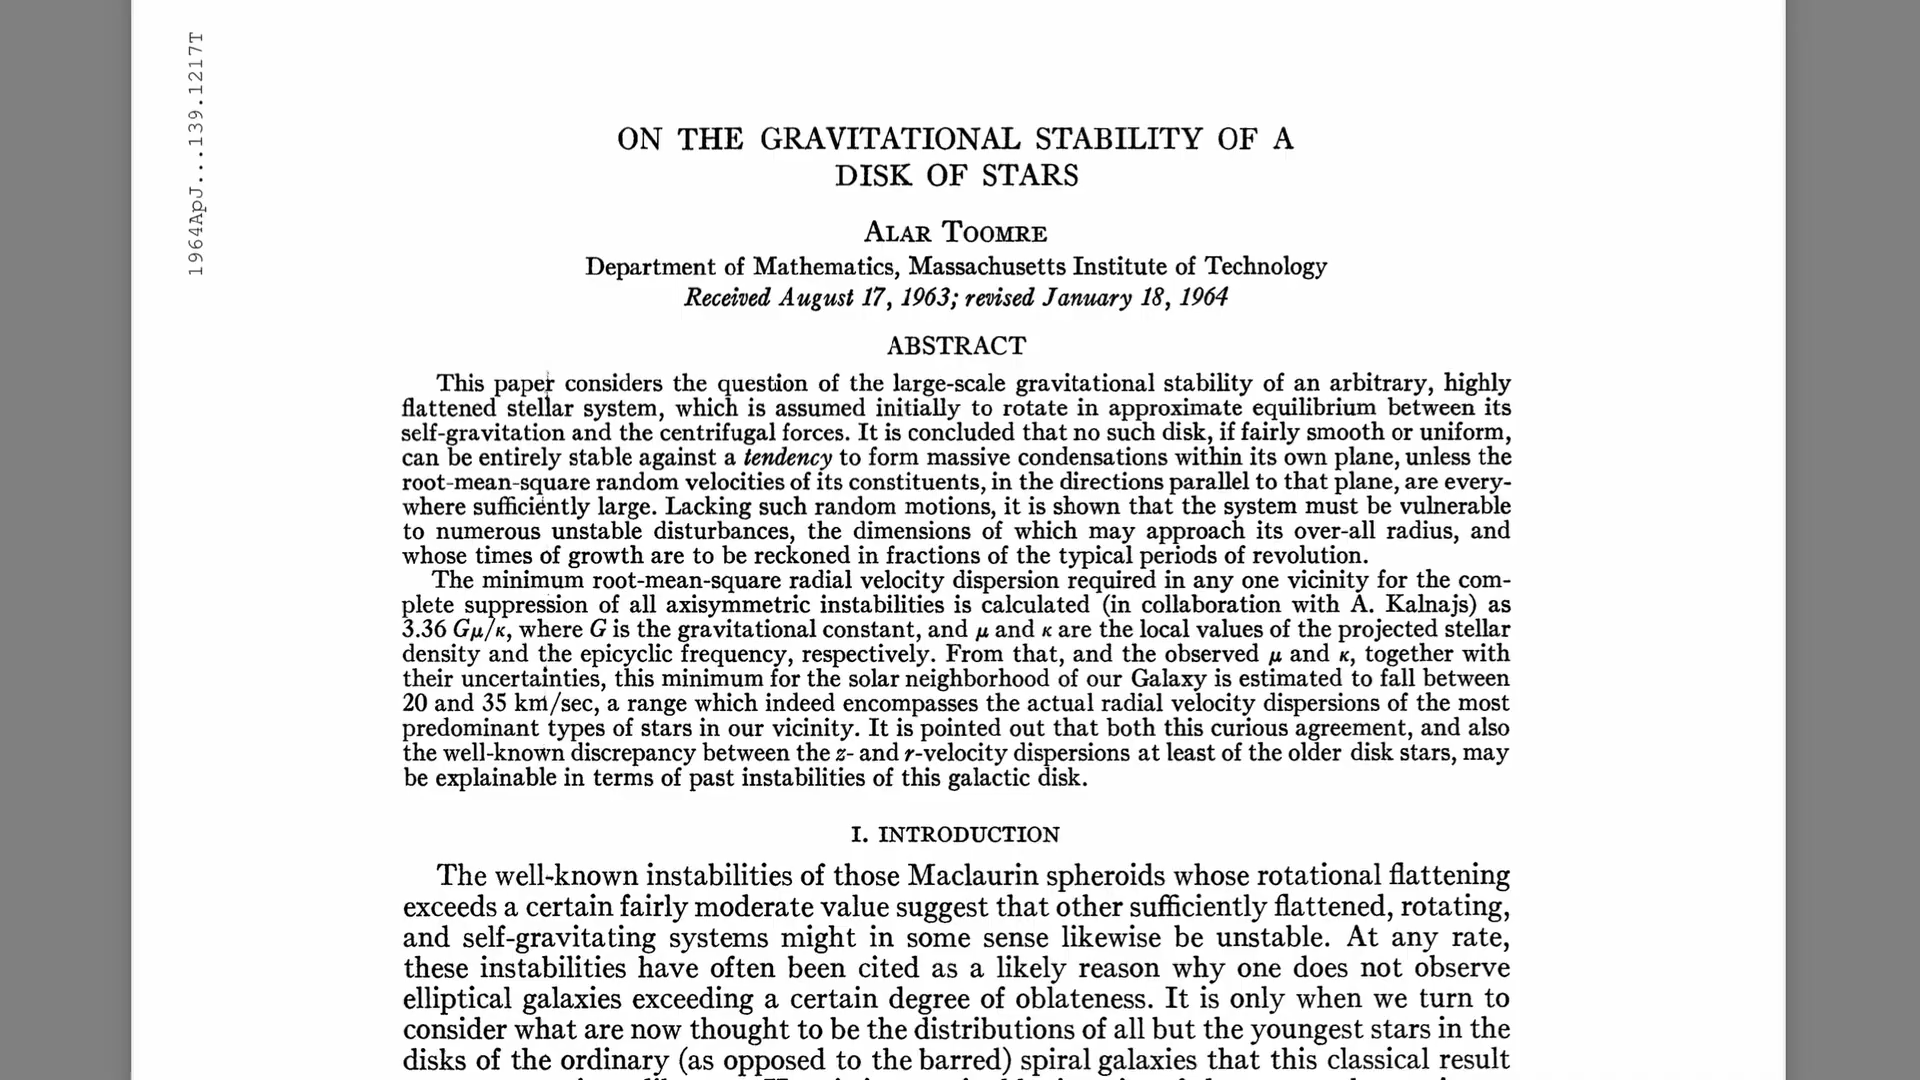 1964ApJ...139.1217T
ON THE GRAVITATIONAL STABILITY OF A
DISK OF STARS
ALAR TOOMRE
Department of Mathematics, Massachusetts Institute of Technology
Received August 17, 1963; revised January 18, 1964
ABSTRACT
This paper considers the question of the large-scale gravitational stability of an arbitrary, highly
flattened stellar system, which is assumed initially to rotate in approximate equilibrium between its
self-gravitation and the centrifugal forces. It is concluded that no such disk, if fairly smooth or uniform,
can be entirely stable against a tendency to form massive condensations within its own plane, unless the
root-mean-square random velocities of its constituents, in the directions parallel to that plane, are every-
where sufficiently large. Lacking such random motions, it is shown that the system must be vulnerable
to numerous unstable disturbances, the dimensions of which may approach its over-all radius, and
whose times of growth are to be reckoned in fractions of the typical periods of revolution.
The minimum root-mean-square radial velocity dispersion required in any one vicinity for the com-
plete suppression of all axisymmetric instabilities is calculated (in collaboration with A. Kalnajs) as
3.36 Gμ/κ, where G is the gravitational constant, and μ and κ are the local values of the projected stellar
density and the epicyclic frequency, respectively. From that, and the observed μ and κ, together with
their uncertainties, this minimum for the solar neighborhood of our Galaxy is estimated to fall between
20 and 35 km/sec, a range which indeed encompasses the actual radial velocity dispersions of the most
predominant types of stars in our vicinity. It is pointed out that both this curious agreement, and also
the well-known discrepancy between the z- and r-velocity dispersions at least of the older disk stars, may
be explainable in terms of past instabilities of this galactic disk.
I. INTRODUCTION
The well-known instabilities of those Maclaurin spheroids whose rotational flattening
exceeds a certain fairly moderate value suggest that other sufficiently flattened, rotating,
and self-gravitating systems might in some sense likewise be unstable. At any rate,
these instabilities have often been cited as a likely reason why one does not observe
elliptical galaxies exceeding a certain degree of oblateness. It is only when we turn to
consider what are now thought to be the distributions of all but the youngest stars in the
disks of the ordinary (as opposed to the barred) spiral galaxies that this classical result